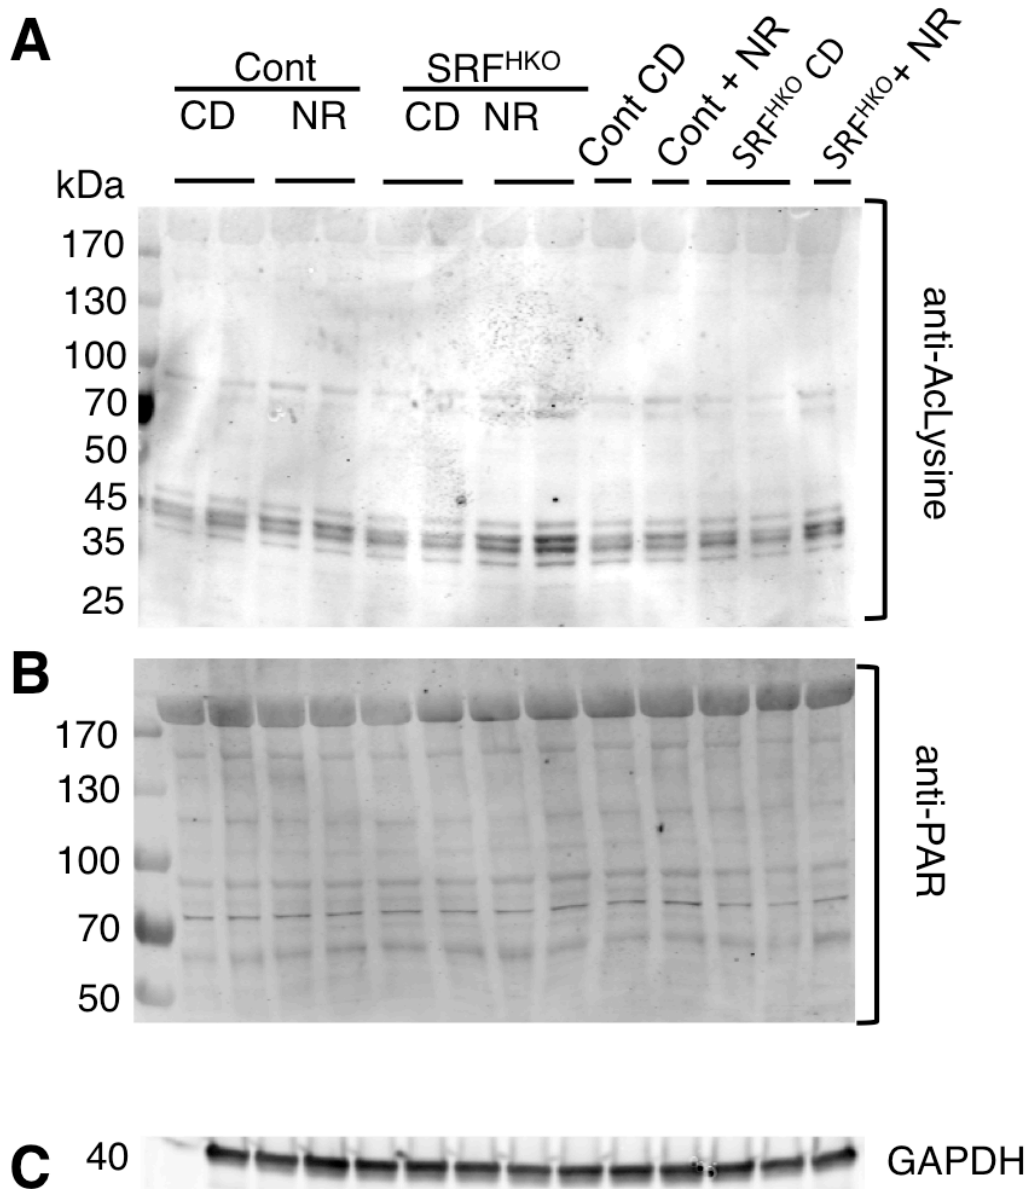 A
Cont
SRFHKO
CD NR CD NR
Cont CD
Cont + NR
SRFHKO CD
SRFHKO+ NR
kDa
170
130
100
70
50
45
35
25
anti-AcLysine
B
170
130
100
70
50
anti-PAR
C
40
GAPDH